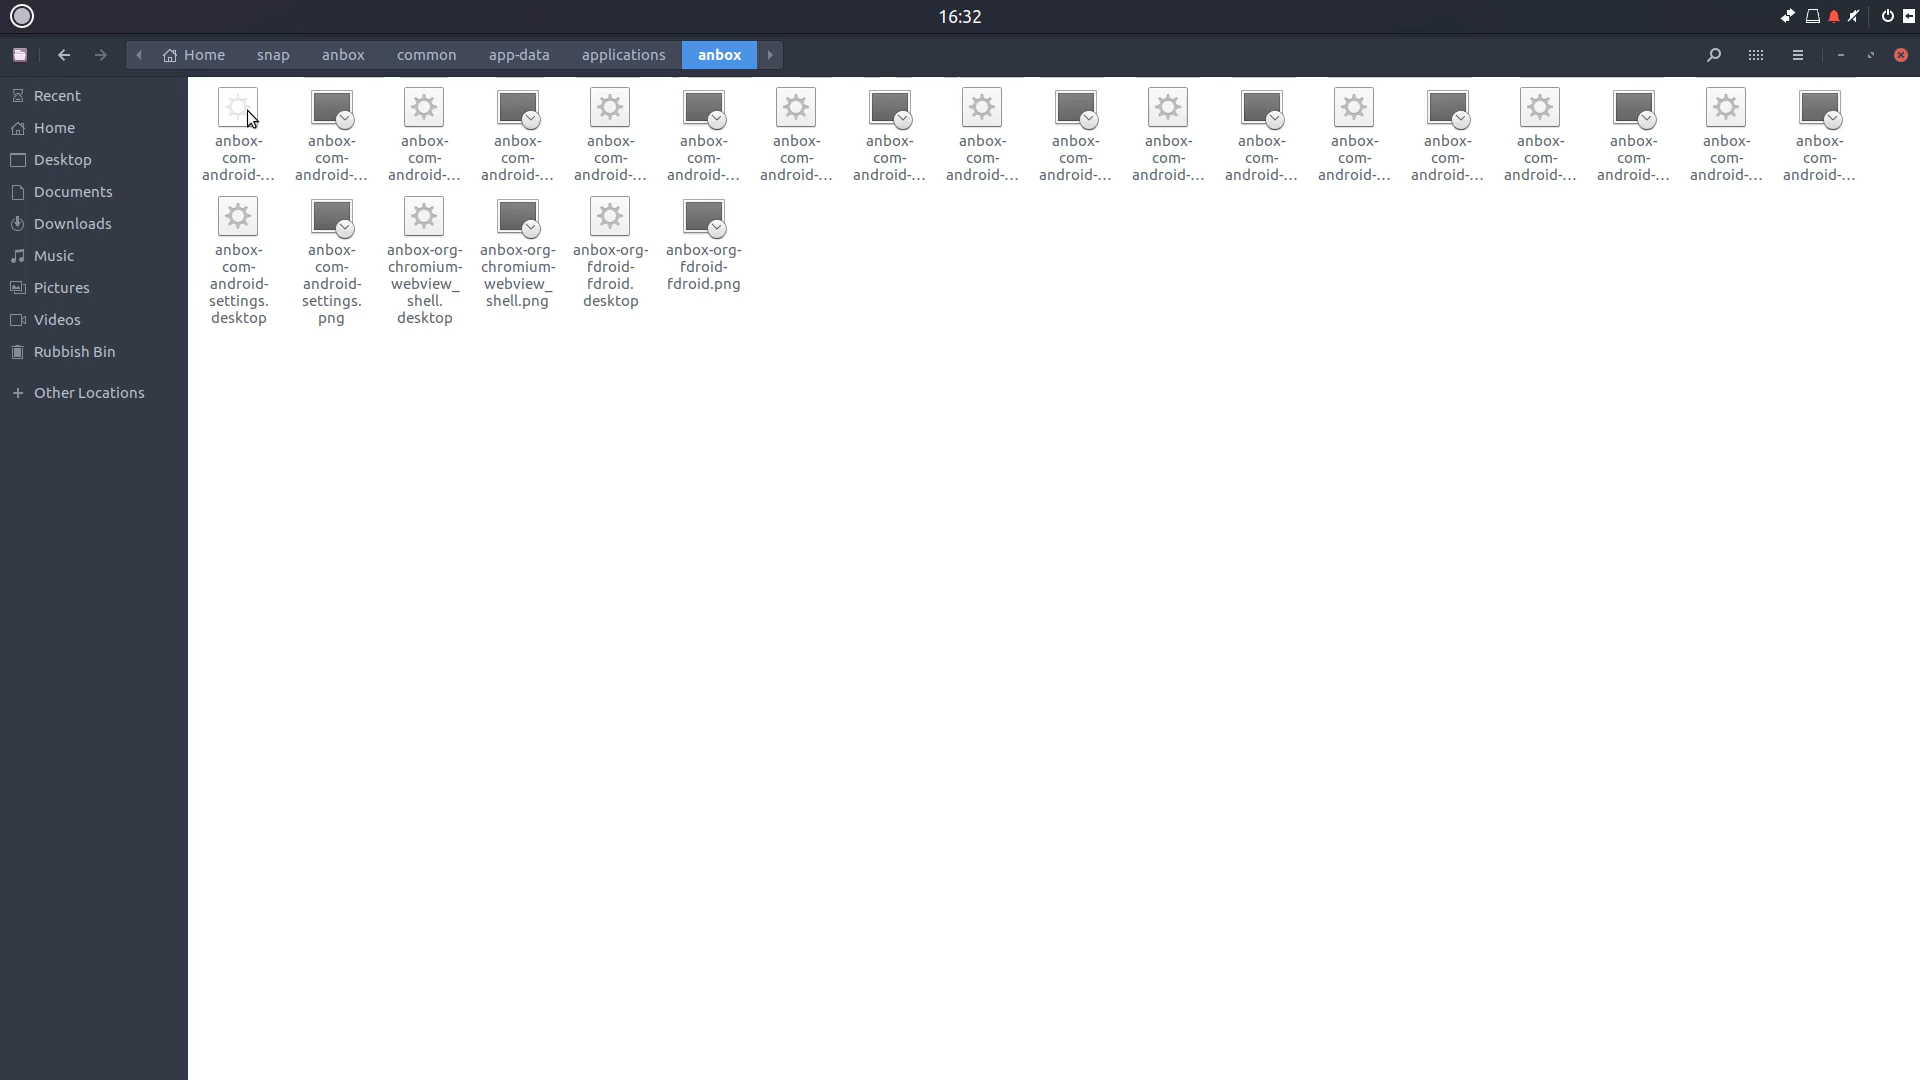 16:32
Home snap anbox common app-data applications anbox
Recent
Home
Desktop
Documents
Downloads
Music
Pictures
Videos
Rubbish Bin
Other Locations
anbox-
com-
android-...
anbox-
com-
android-...
anbox-
com-
android-...
anbox-
com-
android-...
anbox-
com-
android-...
anbox-
com-
android-...
anbox-
com-
android-...
anbox-
com-
android-...
anbox-
com-
android-...
anbox-
com-
android-...
anbox-
com-
android-...
anbox-
com-
android-...
anbox-
com-
android-...
anbox-
com-
android-...
anbox-
com-
android-...
anbox-
com-
android-...
anbox-
com-
android-...
anbox-
com-
android-...
anbox-
com-
android-
settings.
desktop
anbox-
com-
android-
settings.
png
anbox-org-
chromium-
webview_
shell.
desktop
anbox-org-
chromium-
webview_
shell.png
anbox-org-
fdroid-
fdroid.
desktop
anbox-org-
fdroid-
fdroid.png